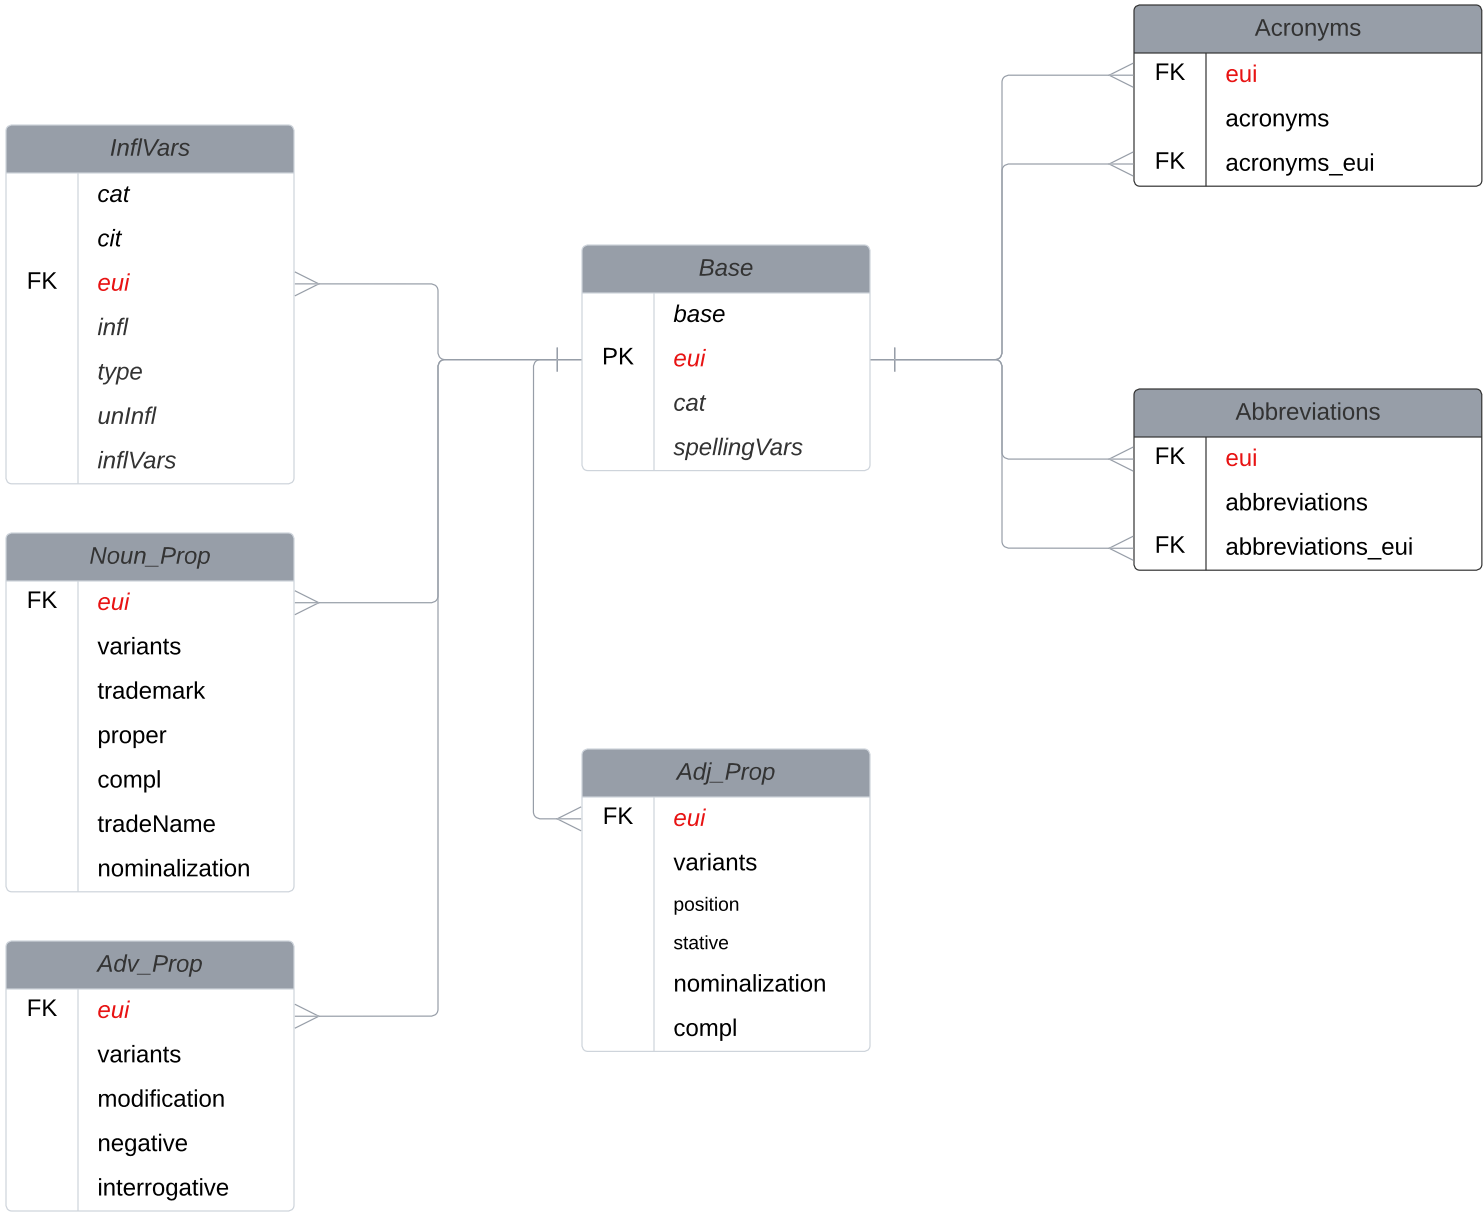 InflVars
cat
cit
FK eui
infl
type
unInfl
inflVars
Noun_Prop
FK eui
variants
trademark
proper
compl
tradeName
nominalization
Adv_Prop
FK eui
variants
modification
negative
interrogative
Base
base
PK eui
cat
spellingVars
Adj_Prop
FK eui
variants
position
stative
nominalization
compl
Acronyms
FK eui
acronyms
FK acronyms_eui
Abbreviations
FK eui
abbreviations
FK abbreviations_eui